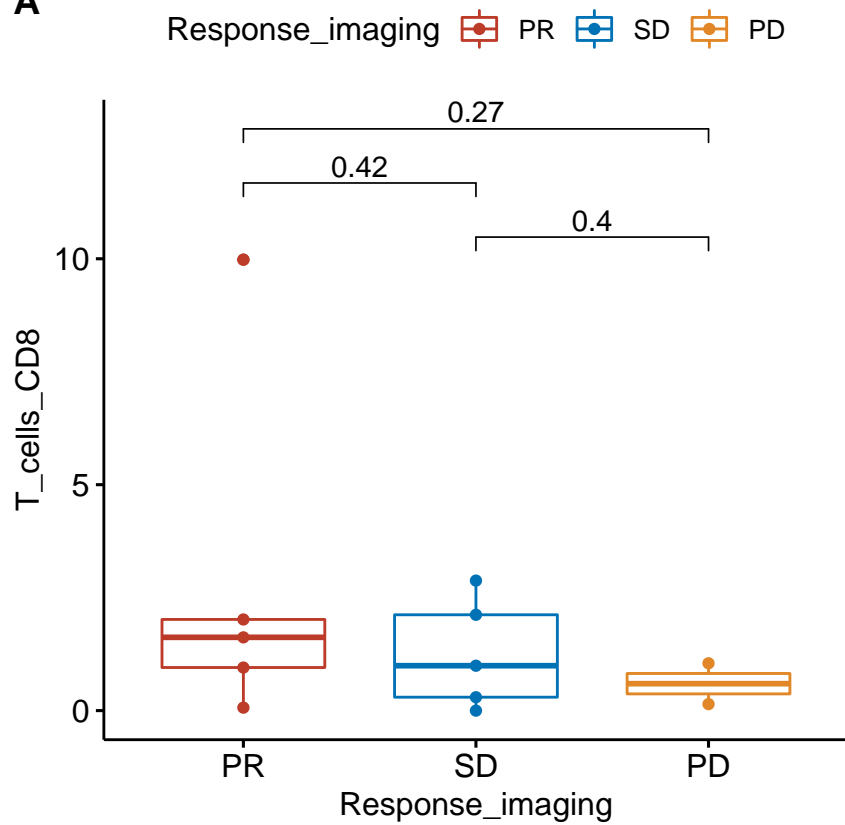 A
Response_imaging PR SD PD
0.27
0.42
0.4
10
5
0
T_cells_CD8
PR SD PD
Response_imaging